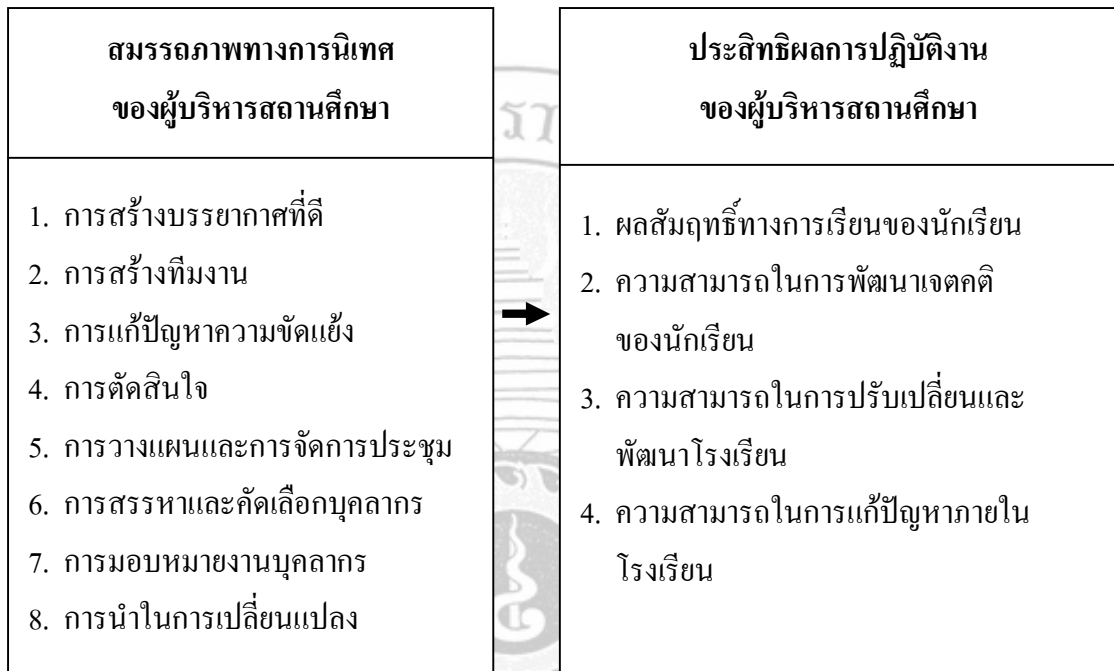 สมรรถภาพทางการนิเทศ
ของผู้บริหารสถานศึกษา
1. การสร้างบรรยากาศที่ดี
2. การสร้างทีมงาน
3. การแก้ปัญหาความขัดแย้ง
4. การตัดสินใจ
5. การวางแผนและการจัดการประชุม
6. การสรรหาและคัดเลือกบุคลากร
7. การมอบหมายงานบุคลากร
8. การนำในการเปลี่ยนแปลง
ประสิทธิผลการปฏิบัติงาน
ของผู้บริหารสถานศึกษา
1. ผลสัมฤทธิ์ทางการเรียนของนักเรียน
2. ความสามารถในการพัฒนาเจตคติ
ของนักเรียน
3. ความสามารถในการปรับเปลี่ยนและ
พัฒนาโรงเรียน
4. ความสามารถในการแก้ปัญหาภายใน
โรงเรียน